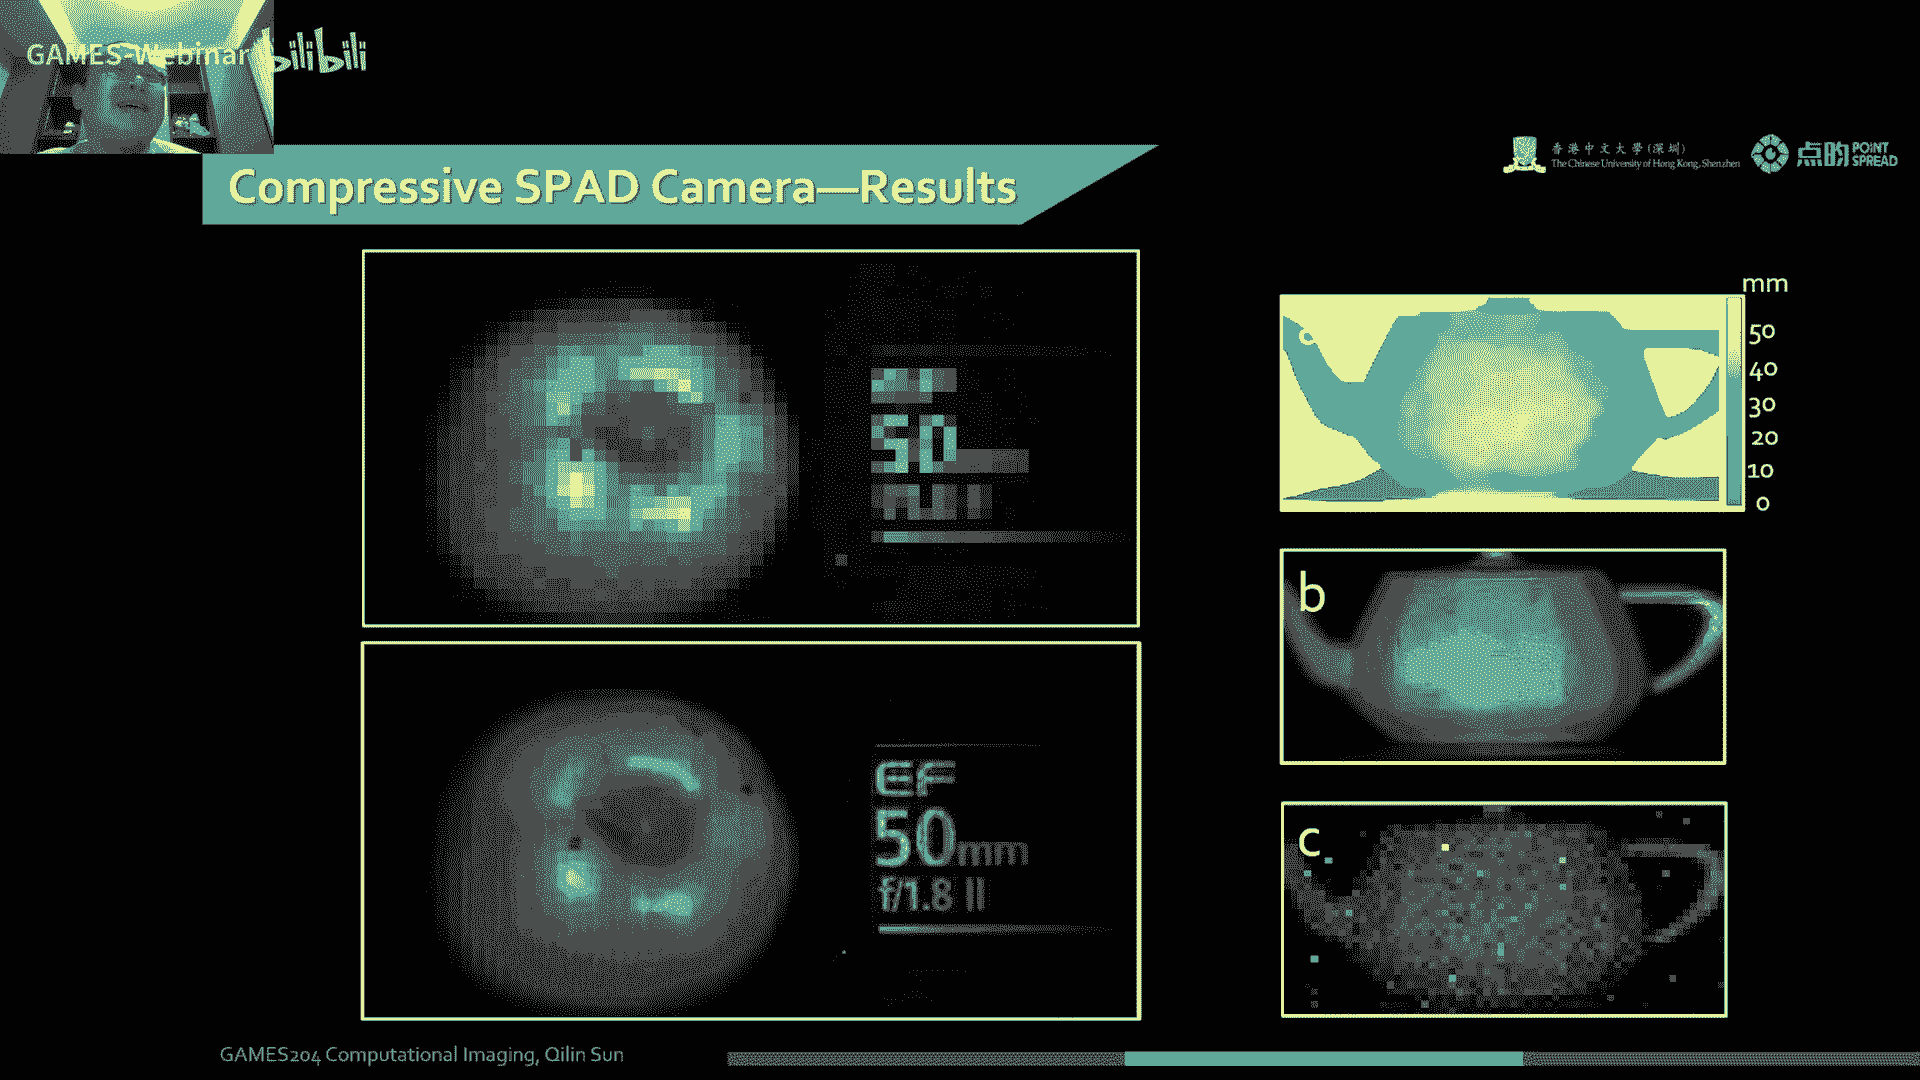 GAMES-Webinar bilibili
香港中文大學(深圳)
The Chinese University of Hong Kong, Shenzhen
点昀 POINT SPREAD
Compressive SPAD Camera—Results
50
EF
50mm
f/1.8 II
mm
a
50
40
30
20
10
0
b
c
GAMES204 Computational Imaging, Qilin Sun